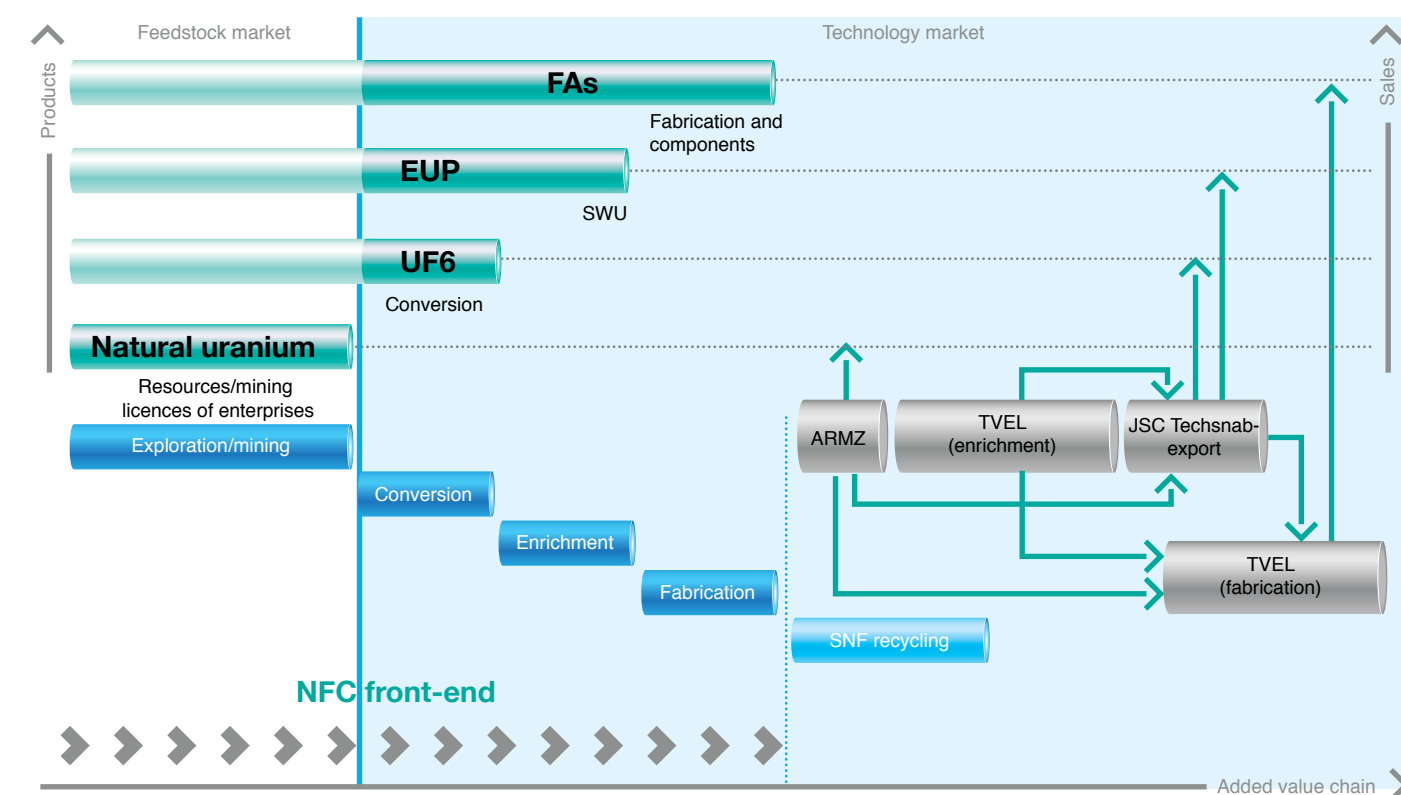 Feedstock market
Technology market
Products
Sales
FAs
Fabrication and
components
EUP
SWU
UF6
Conversion
Natural uranium
Resources/mining
licences of enterprises
Exploration/mining
Conversion
Enrichment
Fabrication
SNF recycling
ARMZ
TVEL
(enrichment)
JSC Techsnab-
export
TVEL
(fabrication)
NFC front-end
Added value chain